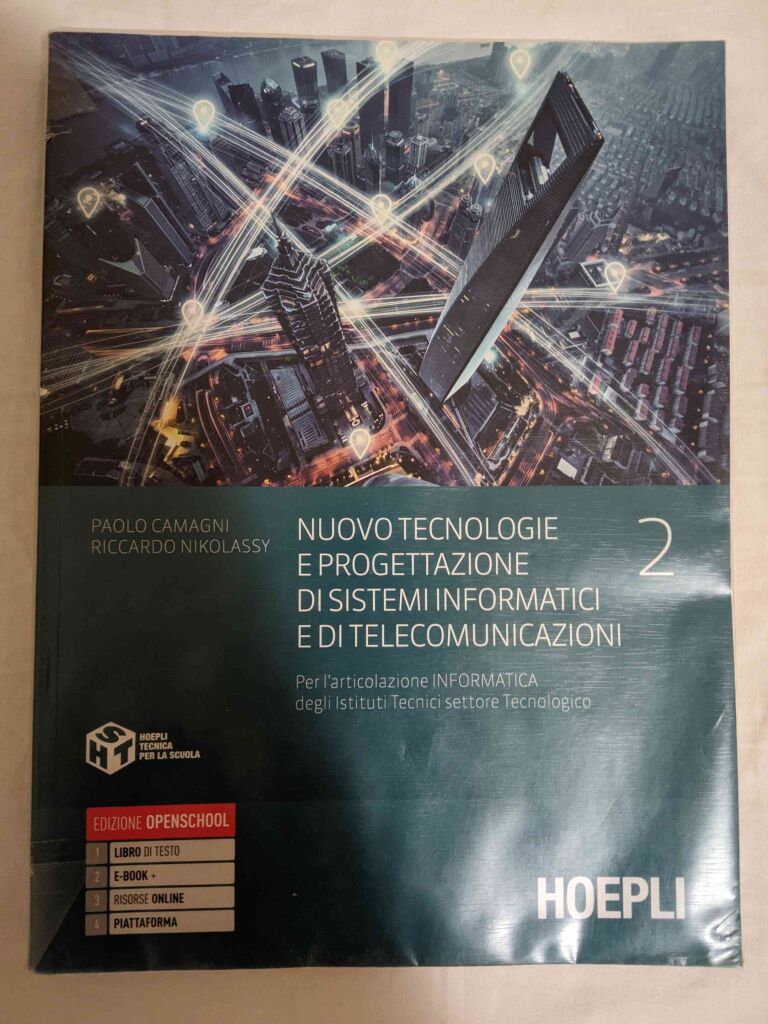 PAOLO CAMAGNI
RICCARDO NIKOLASSY
NUOVO TECNOLOGIE
E PROGETTAZIONE
DI SISTEMI INFORMATICI
E DI TELECOMUNICAZIONI
2
Per l'articolazione INFORMATICA
degli Istituti Tecnici settore Tecnologico
HST
HOEPLI
TECNICA
PER LA SCUOLA
EDIZIONE OPENSCHOOL
1 LIBRO DI TESTO
2 E-BOOK +
3 RISORSE ONLINE
4 PIATTAFORMA
HOEPLI